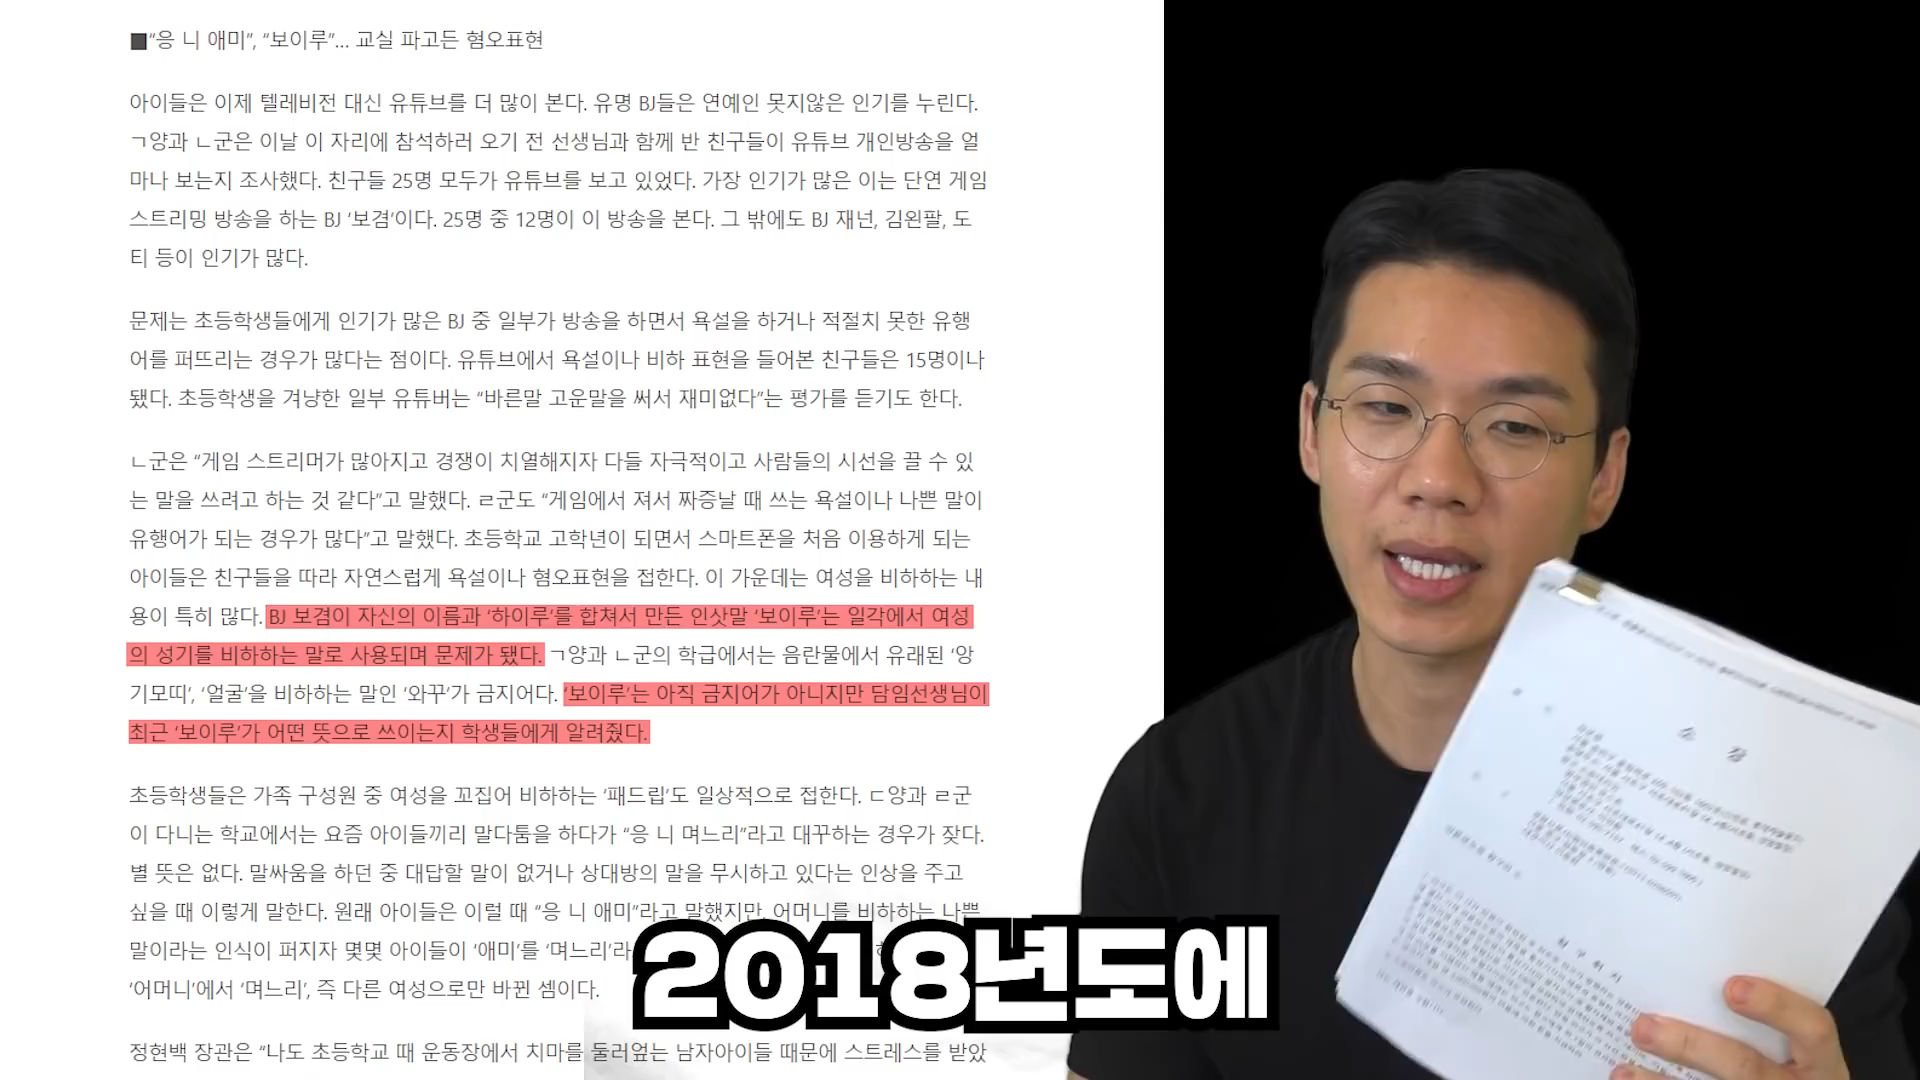 ■“응 니 애미”, “보이루”... 교실 파고든 혐오표현
아이들은 이제 텔레비전 대신 유튜브를 더 많이 본다. 유명 BJ들은 연예인 못지않은 인기를 누린다.
ㄱ양과 ㄴ군은 이날 이 자리에 참석하러 오기 전 선생님과 함께 반 친구들이 유튜브 개인방송을 얼
마나 보는지 조사했다. 친구들 25명 모두가 유튜브를 보고 있었다. 가장 인기가 많은 이는 단연 게임
스트리밍 방송을 하는 BJ ‘보겸’이다. 25명 중 12명이 이 방송을 본다. 그 밖에도 BJ 재넌, 김왼팔, 도
티 등이 인기가 많다.
문제는 초등학생들에게 인기가 많은 BJ 중 일부가 방송을 하면서 욕설을 하거나 적절치 못한 유행
어를 퍼뜨리는 경우가 많다는 점이다. 유튜브에서 욕설이나 비하 표현을 들어본 친구들은 15명이나
됐다. 초등학생을 겨냥한 일부 유튜버는 “바른말 고운말을 써서 재미없다”는 평가를 듣기도 한다.
ㄴ군은 “게임 스트리머가 많아지고 경쟁이 치열해지자 다들 자극적이고 사람들의 시선을 끌 수 있
는 말을 쓰려고 하는 것 같다”고 말했다. ㄹ군도 “게임에서 져서 짜증날 때 쓰는 욕설이나 나쁜 말이
유행어가 되는 경우가 많다”고 말했다. 초등학교 고학년이 되면서 스마트폰을 처음 이용하게 되는
아이들은 친구들을 따라 자연스럽게 욕설이나 혐오표현을 접한다. 이 가운데는 여성을 비하하는 내
용이 특히 많다. BJ 보겸이 자신의 이름과 ‘하이루’를 합쳐서 만든 인삿말 ‘보이루’는 일각에서 여성
의 성기를 비하하는 말로 사용되며 문제가 됐다. ㄱ양과 ㄴ군의 학급에서는 음란물에서 유래된 ‘앙
기모띠’, ‘얼굴’을 비하하는 말인 ‘와꾸’가 금지어다. ‘보이루’는 아직 금지어가 아니지만 담임선생님이
최근 ‘보이루’가 어떤 뜻으로 쓰이는지 학생들에게 알려줬다.
초등학생들은 가족 구성원 중 여성을 꼬집어 비하하는 ‘패드립’도 일상적으로 접한다. ㄷ양과 ㄹ군
이 다니는 학교에서는 요즘 아이들끼리 말다툼을 하다가 “응 니 며느리”라고 대꾸하는 경우가 잦다.
별 뜻은 없다. 말싸움을 하던 중 대답할 말이 없거나 상대방의 말을 무시하고 있다는 인상을 주고
싶을 때 이렇게 말한다. 원래 아이들은 이럴 때 “응 니 애미”라고 말했지만, 어머니를 비하하는 나쁜
말이라는 인식이 퍼지자 몇몇 아이들이 ‘애미’를 ‘며느리’라
‘어머니’에서 ‘며느리’, 즉 다른 여성으로만 바뀐 셈이다.
정현백 장관은 “나도 초등학교 때 운동장에서 치마를 둘러엎는 남자아이들 때문에 스트레스를 받았
2018년도에
소 장
청 구 취 지